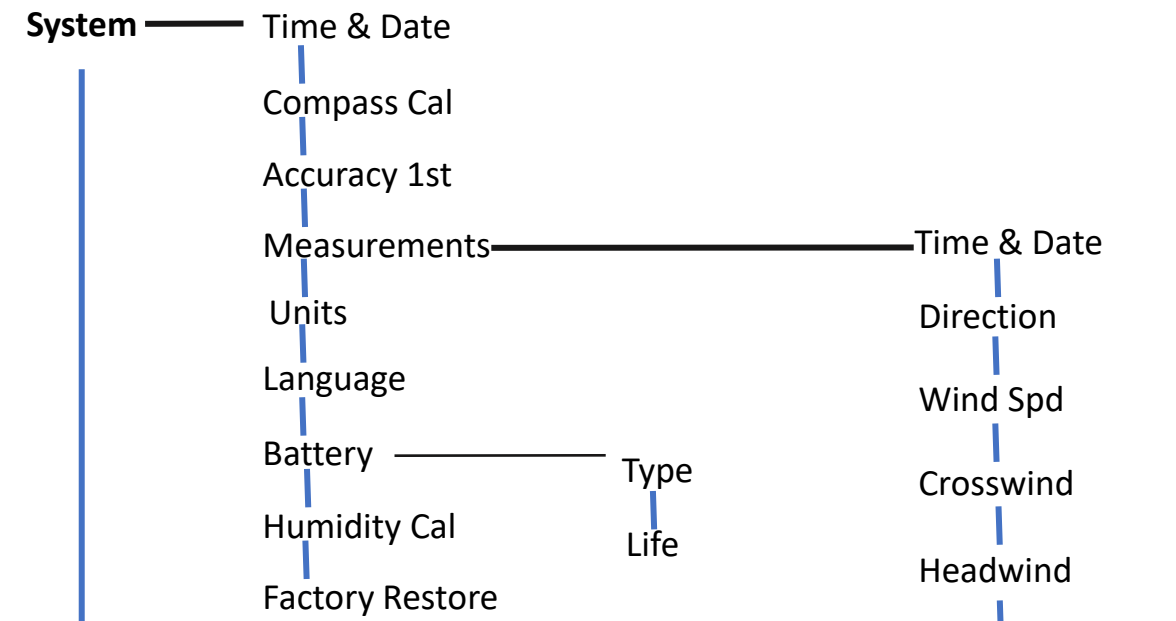 System
Time & Date
Compass Cal
Accuracy 1st
Measurements
Units
Language
Battery
Humidity Cal
Factory Restore
Type
Life
Time & Date
Direction
Wind Spd
Crosswind
Headwind